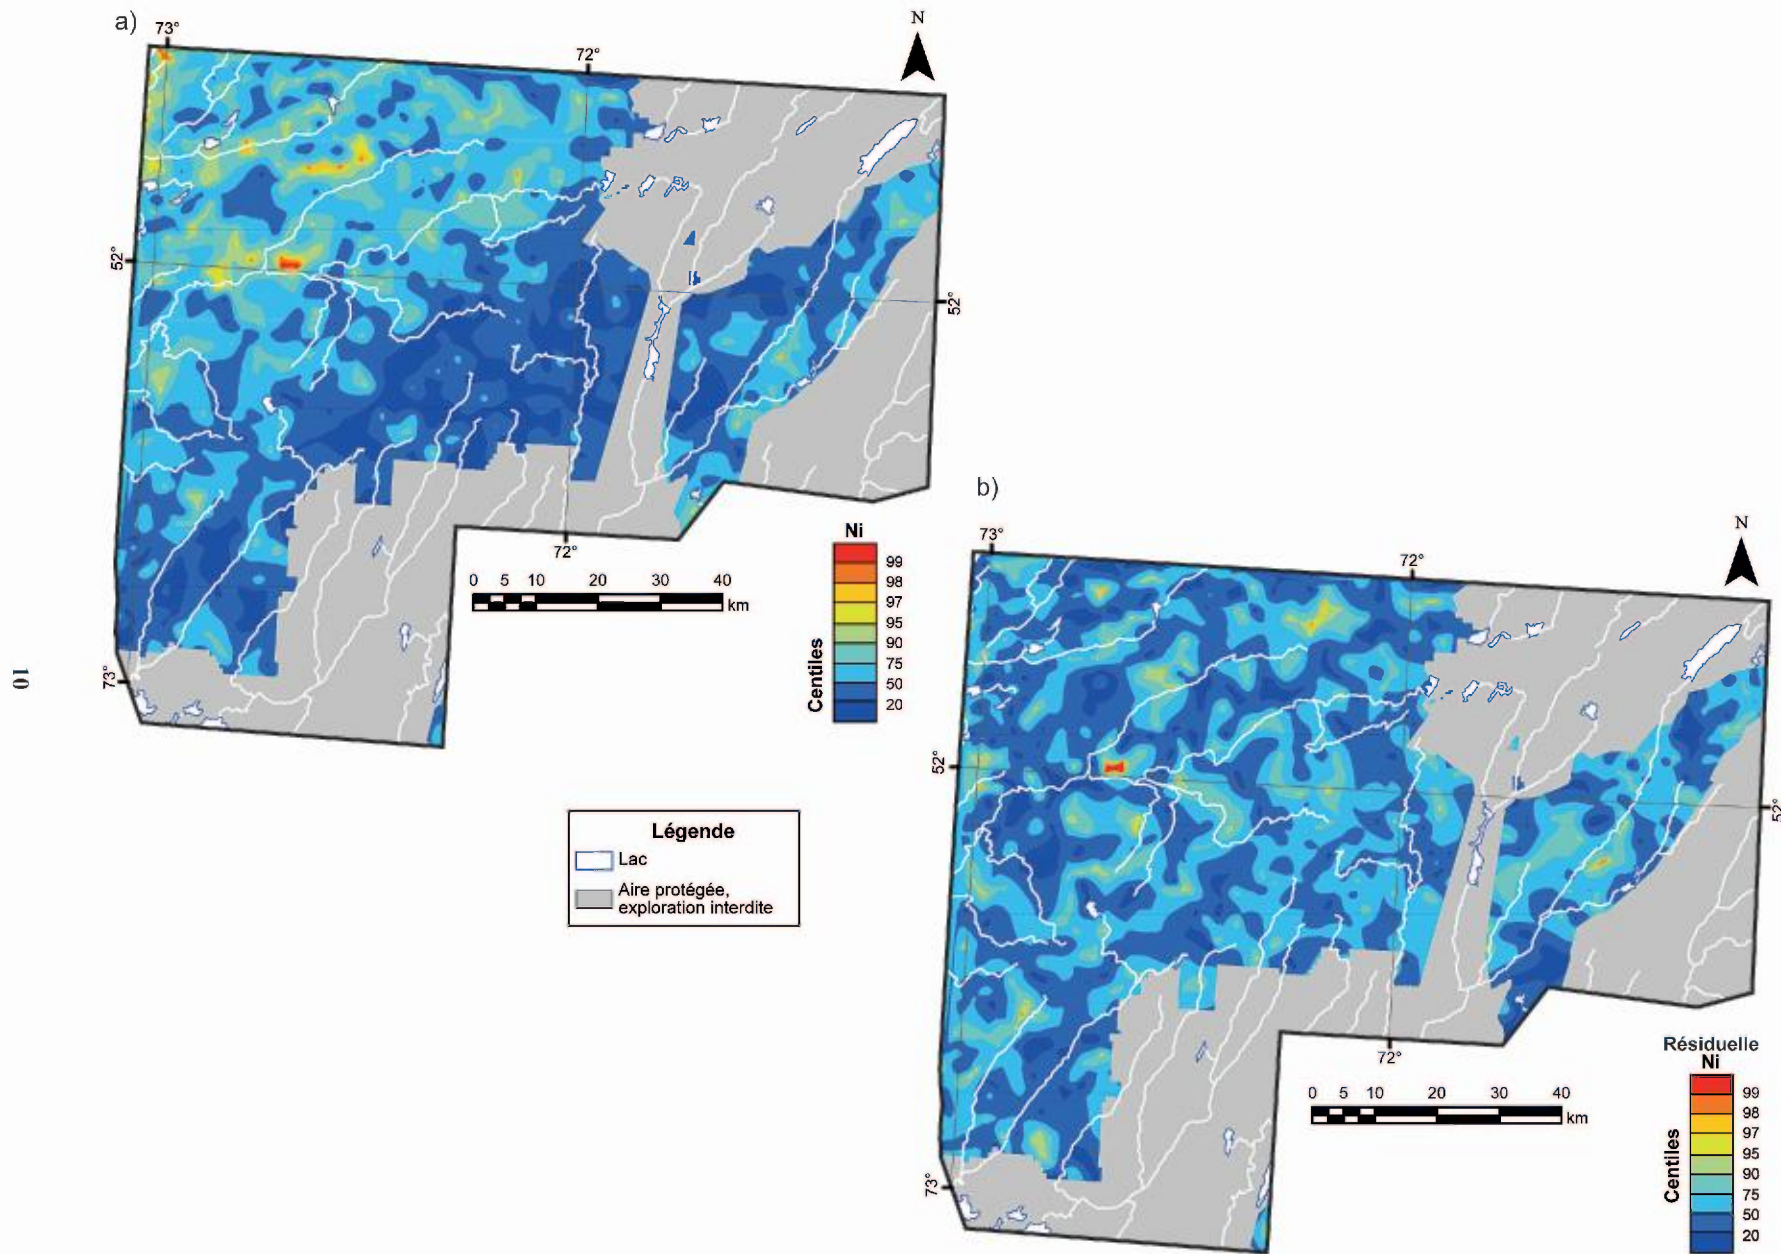 a)
N
73°
72°
52°
52°
73°
72°
Ni
99
98
97
95
90
75
50
20
Centiles
0 5 10 20 30 40
km
10
Légende
Lac
Aire protégée,
exploration interdite
b)
N
73°
72°
52°
52°
73°
72°
Résiduelle
Ni
99
98
97
95
90
75
50
20
Centiles
0 5 10 20 30 40
km